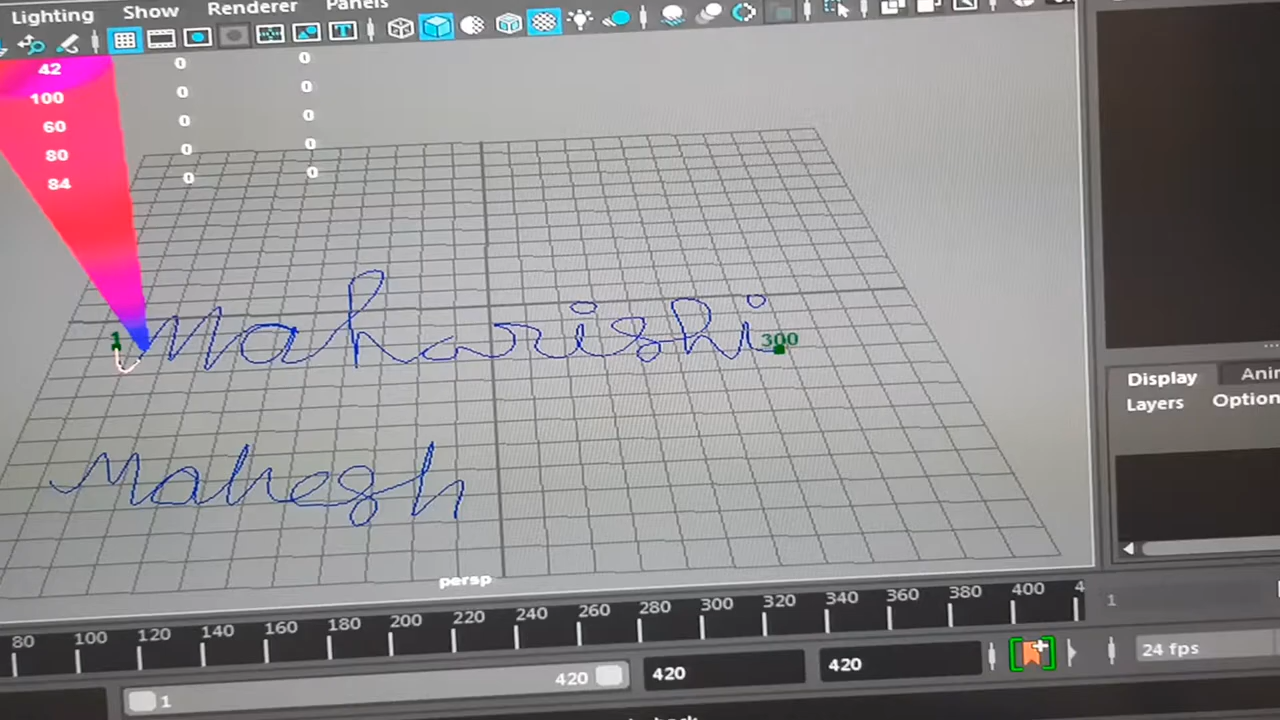 Lighting Show Renderer Panels
42 0 0
100 0 0
60 0 0
80 0 0
84 0 0
1 Maharishi 300
Mahesh
persp
Display
Layers
80 100 120 140 160 180 200 220 240 260 280 300 320 340 360 380 400 4 1
1 420 420 420 24 fps